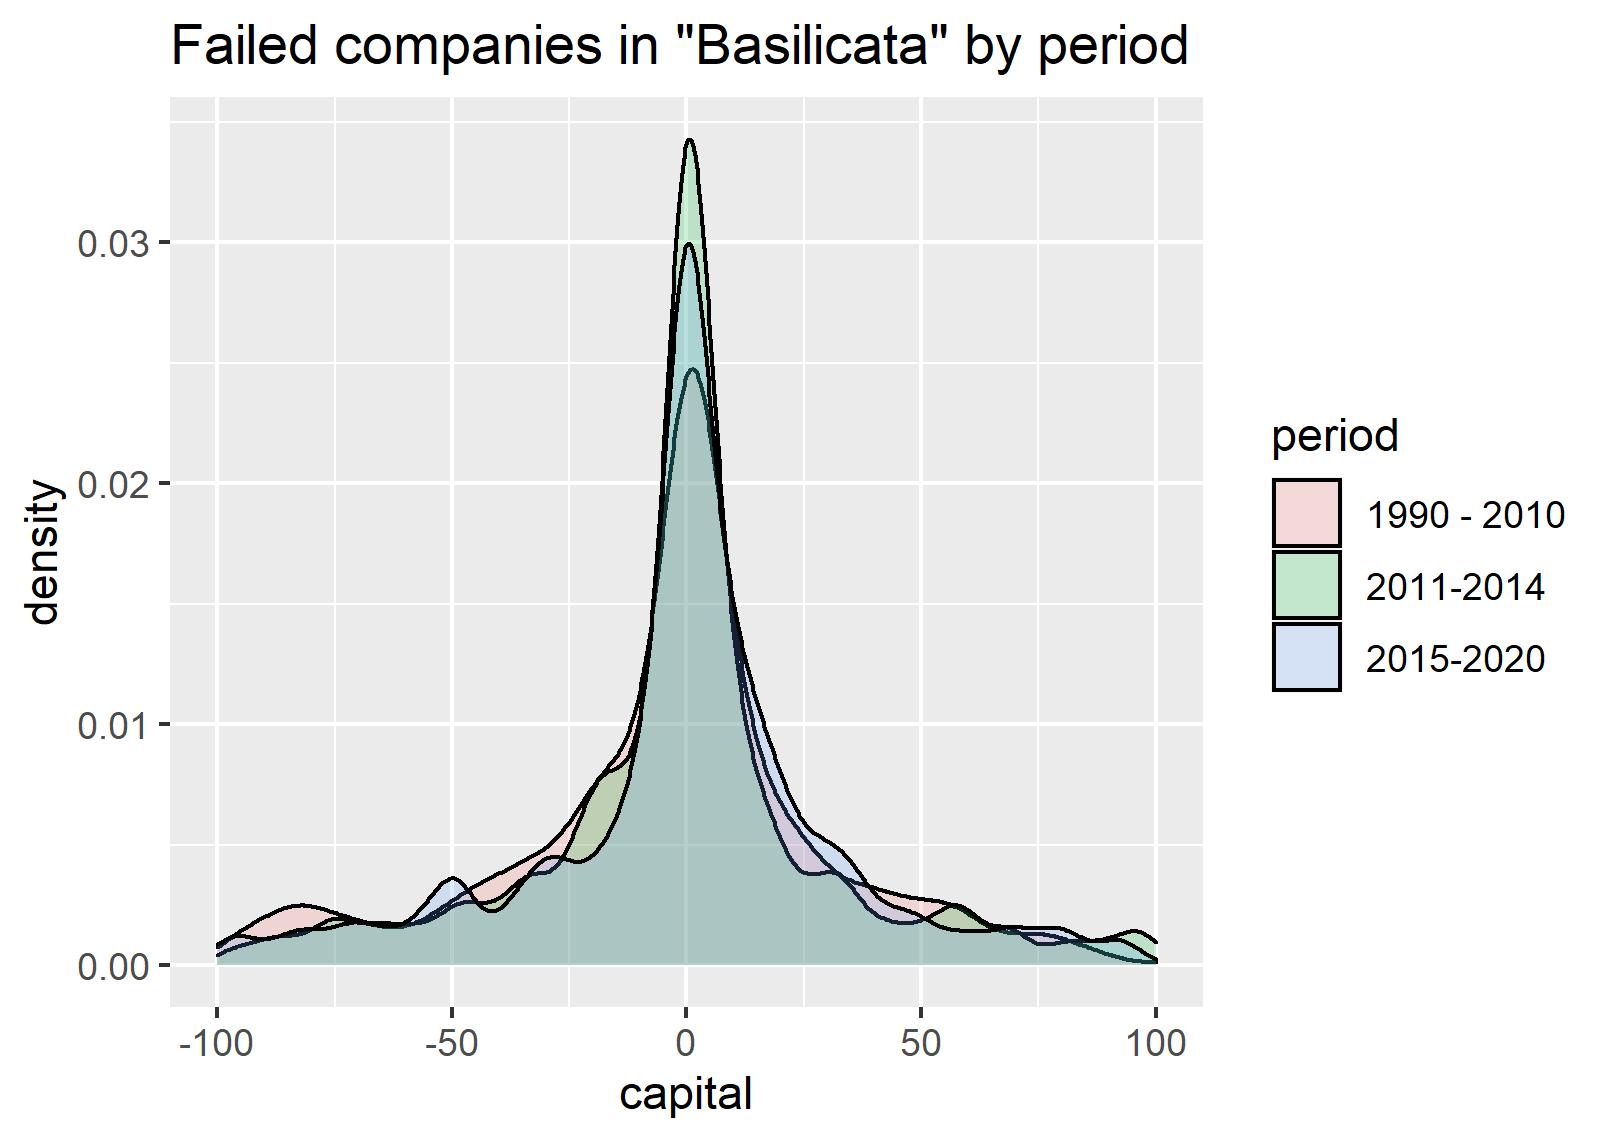 Failed companies in "Basilicata" by period
0.03
0.02
0.01
0.00
density
-100
-50
0
50
100
capital
period
1990 - 2010
2011-2014
2015-2020